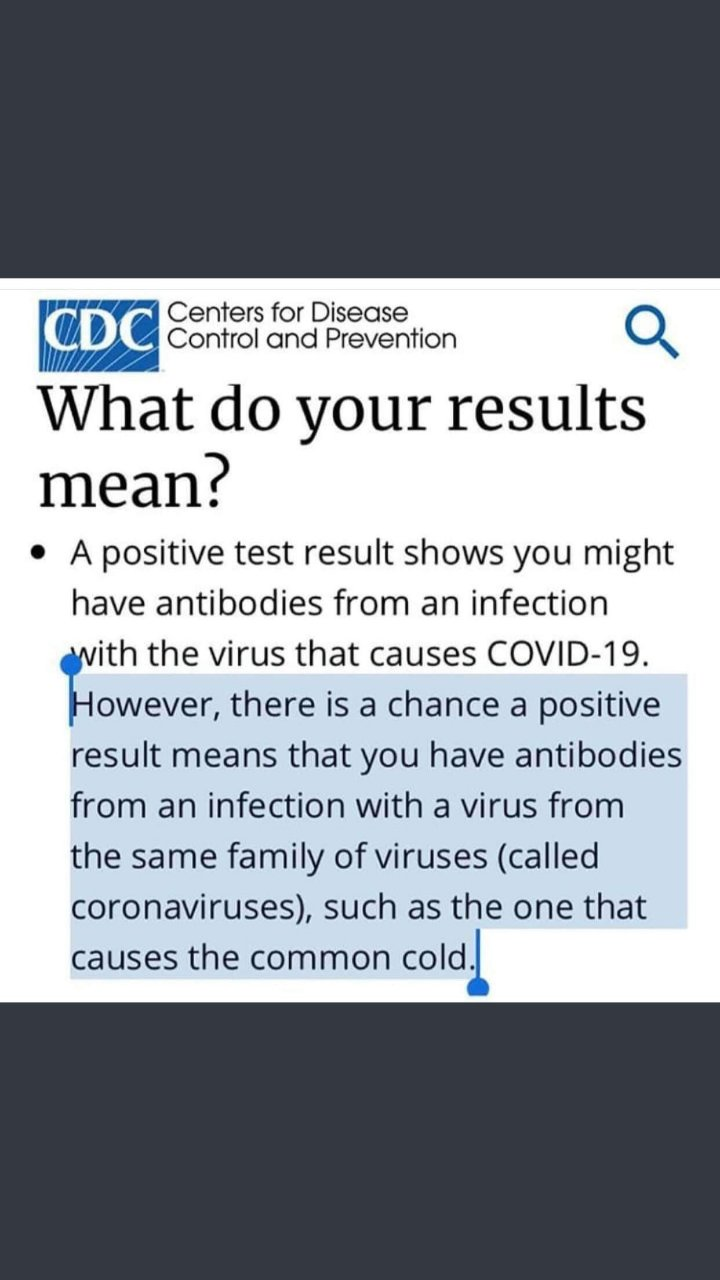 CDC
Centers for Disease
Control and Prevention
What do your results
mean?
• A positive test result shows you might
have antibodies from an infection
with the virus that causes COVID-19.
However, there is a chance a positive
result means that you have antibodies
from an infection with a virus from
the same family of viruses (called
coronaviruses), such as the one that
causes the common cold.